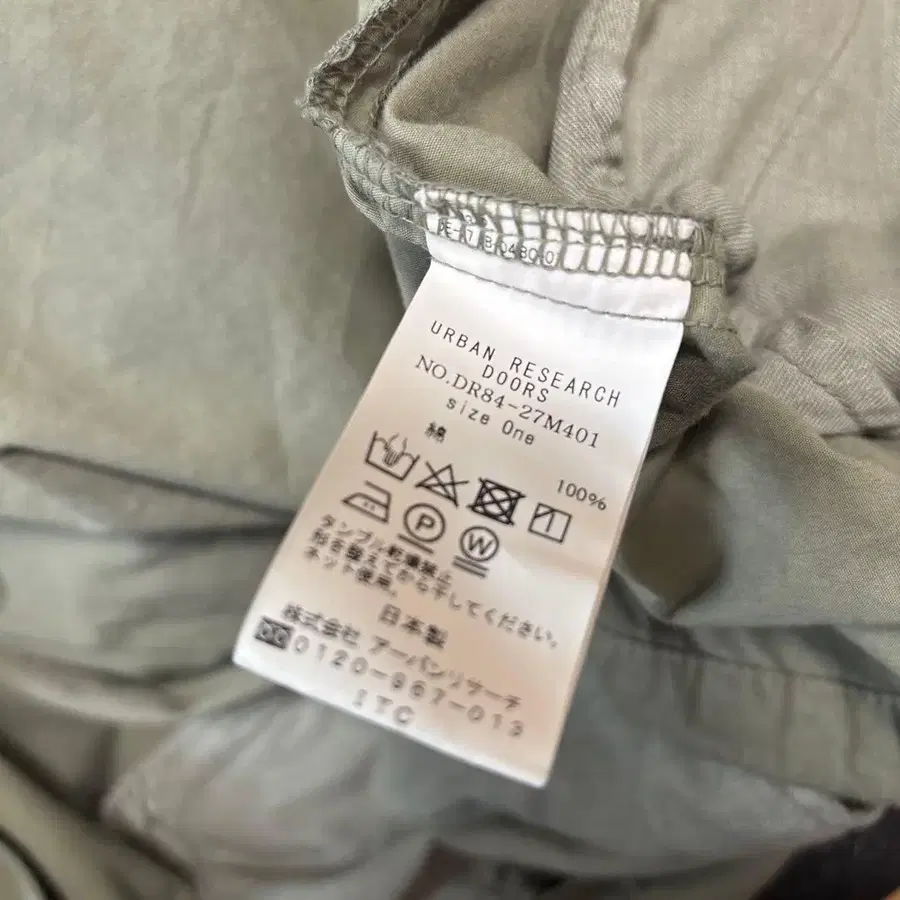 URBAN RESEARCH
DOORS
NO.DR84-27M401
size One
綿 100%
P W
タンブル乾燥禁止
形を整えてから干してください。
ネット使用。
日本製
株式会社 アーバンリサーチ
0120-967-013
ITC